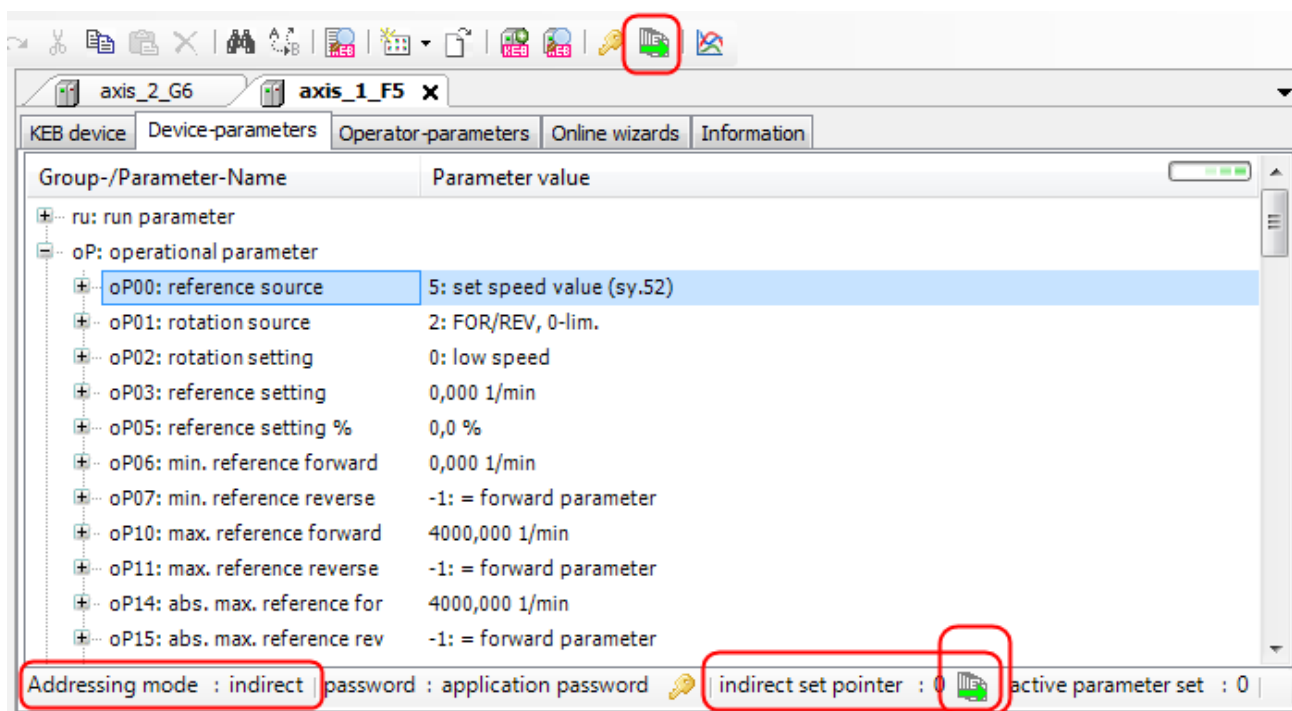 axis_2_G6 axis_1_F5
KEB device Device-parameters Operator-parameters Online wizards Information
Group-/Parameter-Name Parameter value
ru: run parameter
oP: operational parameter
oP00: reference source 5: set speed value (sy.52)
oP01: rotation source 2: FOR/REV, 0-lim.
oP02: rotation setting 0: low speed
oP03: reference setting 0,000 1/min
oP05: reference setting % 0,0 %
oP06: min. reference forward 0,000 1/min
oP07: min. reference reverse -1: = forward parameter
oP10: max. reference forward 4000,000 1/min
oP11: max. reference reverse -1: = forward parameter
oP14: abs. max. reference for 4000,000 1/min
oP15: abs. max. reference rev -1: = forward parameter
Addressing mode : indirect | password : application password | indirect set pointer : 0 active parameter set : 0 |